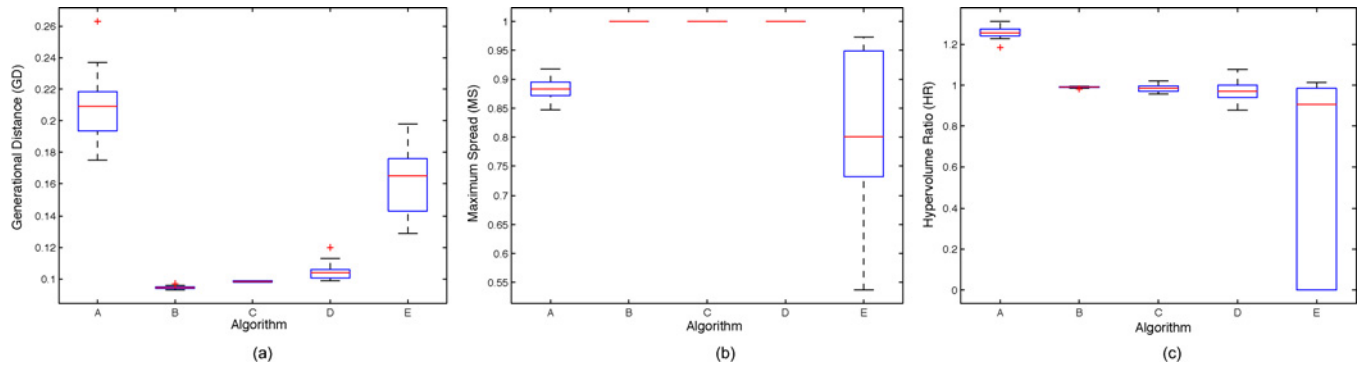 Generational Distance (GD)
0.26
0.24
0.22
0.2
0.18
0.16
0.14
0.12
0.1
A B C D E
Algorithm
(a)
Maximum Spread (MS)
1
0.95
0.9
0.85
0.8
0.75
0.7
0.65
0.6
0.55
A B C D E
Algorithm
(b)
Hypervolume Ratio (HR)
1.2
1
0.8
0.6
0.4
0.2
0
A B C D E
Algorithm
(c)